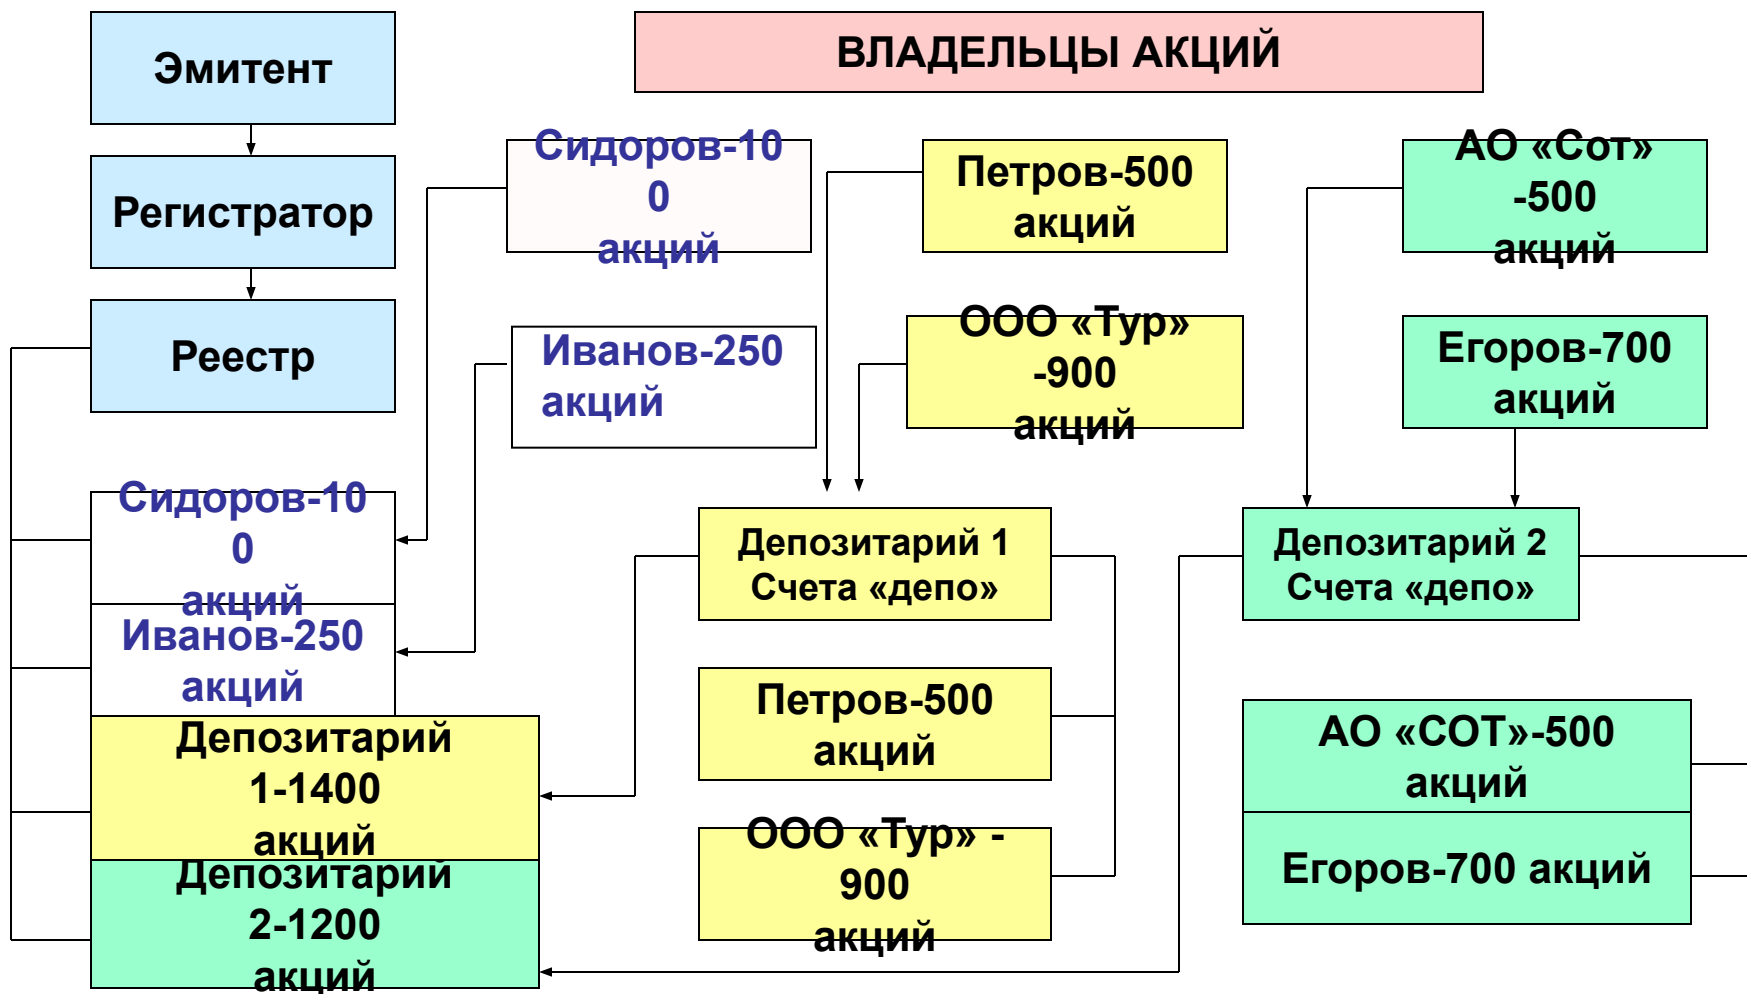 Эмитент
ВЛАДЕЛЬЦЫ АКЦИЙ
Регистратор
Реестр
Сидоров-10
0
акций
Петров-500
акций
АО «Сот»
-500
акций
Иванов-250
акций
ООО «Тур»
-900
акций
Егоров-700
акций
Сидоров-10
0
акций
Иванов-250
акций
Депозитарий
1-1400
акций
Депозитарий
2-1200
акций
Депозитарий 1
Счета «депо»
Петров-500
акций
ООО «Тур» -
900
акций
Депозитарий 2
Счета «депо»
АО «СОТ»-500
акций
Егоров-700 акций